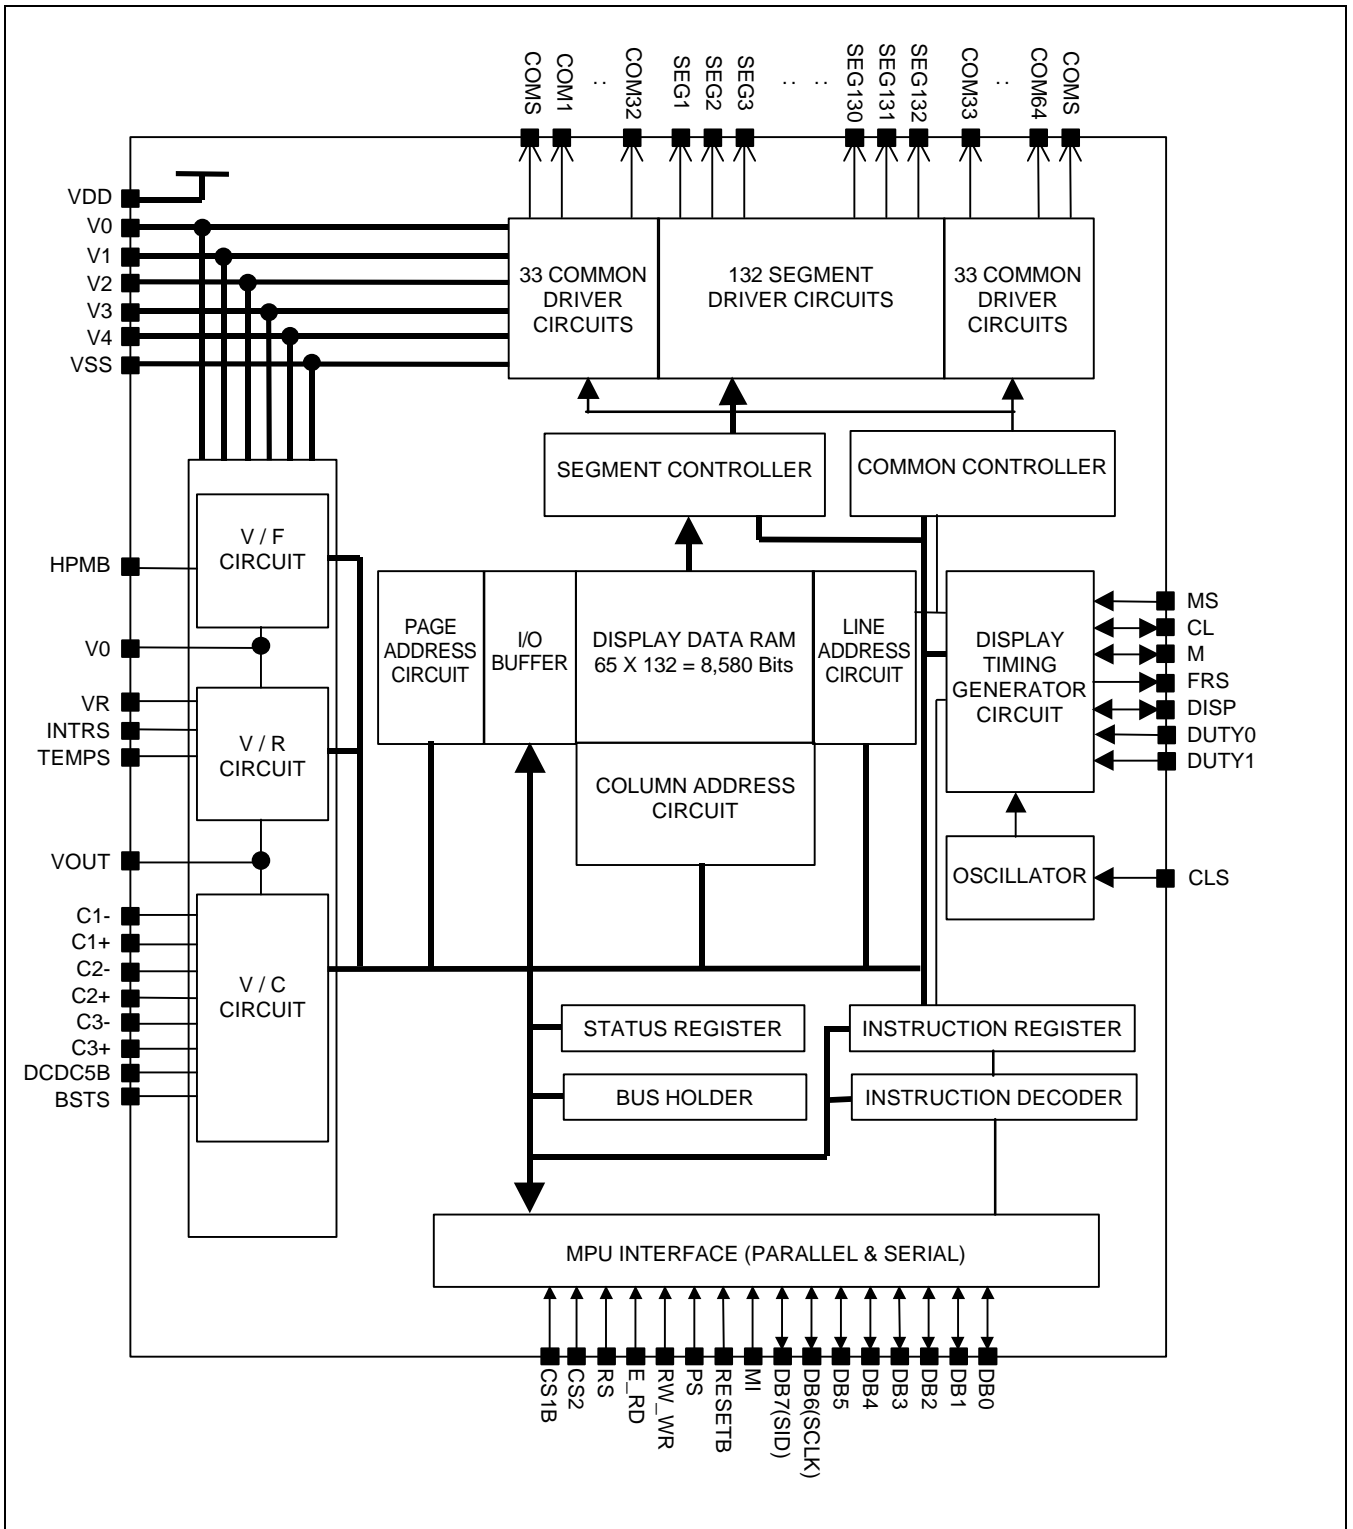 COMS
COM1
: 
COM32
SEG1
SEG2
SEG3
:
:
SEG130
SEG131
SEG132
COM33
:
COM64
COMS
VDD
V0
V1
V2
V3
V4
VSS
33 COMMON
DRIVER
CIRCUITS
132 SEGMENT
DRIVER CIRCUITS
33 COMMON
DRIVER
CIRCUITS
SEGMENT CONTROLLER
COMMON CONTROLLER
V / F
CIRCUIT
HPMB
V0
VR
INTRS
TEMPS
V / R
CIRCUIT
VOUT
C1-
C1+
C2-
C2+
C3-
C3+
DCDC5B
BSTS
V / C
CIRCUIT
PAGE
ADDRESS
CIRCUIT
I/O
BUFFER
DISPLAY DATA RAM
65 X 132 = 8,580 Bits
LINE
ADDRESS
CIRCUIT
COLUMN ADDRESS
CIRCUIT
DISPLAY
TIMING
GENERATOR
CIRCUIT
MS
CL
M
FRS
DISP
DUTY0
DUTY1
OSCILLATOR
CLS
STATUS REGISTER
INSTRUCTION REGISTER
BUS HOLDER
INSTRUCTION DECODER
MPU INTERFACE (PARALLEL & SERIAL)
CS1B
CS2
RS
E_RD
RW_WR
PS
RESETB
MI
DB7(SID)
DB6(SCLK)
DB5
DB4
DB3
DB2
DB1
DB0